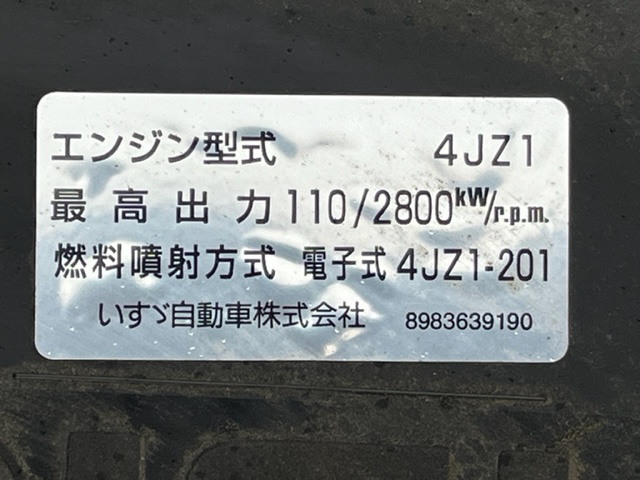 エンジン型式 4JZ1
最高出力 110/2800kW/r.p.m.
燃料噴射方式 電子式 4JZ1-201
いすゞ自動車株式会社 8983639190